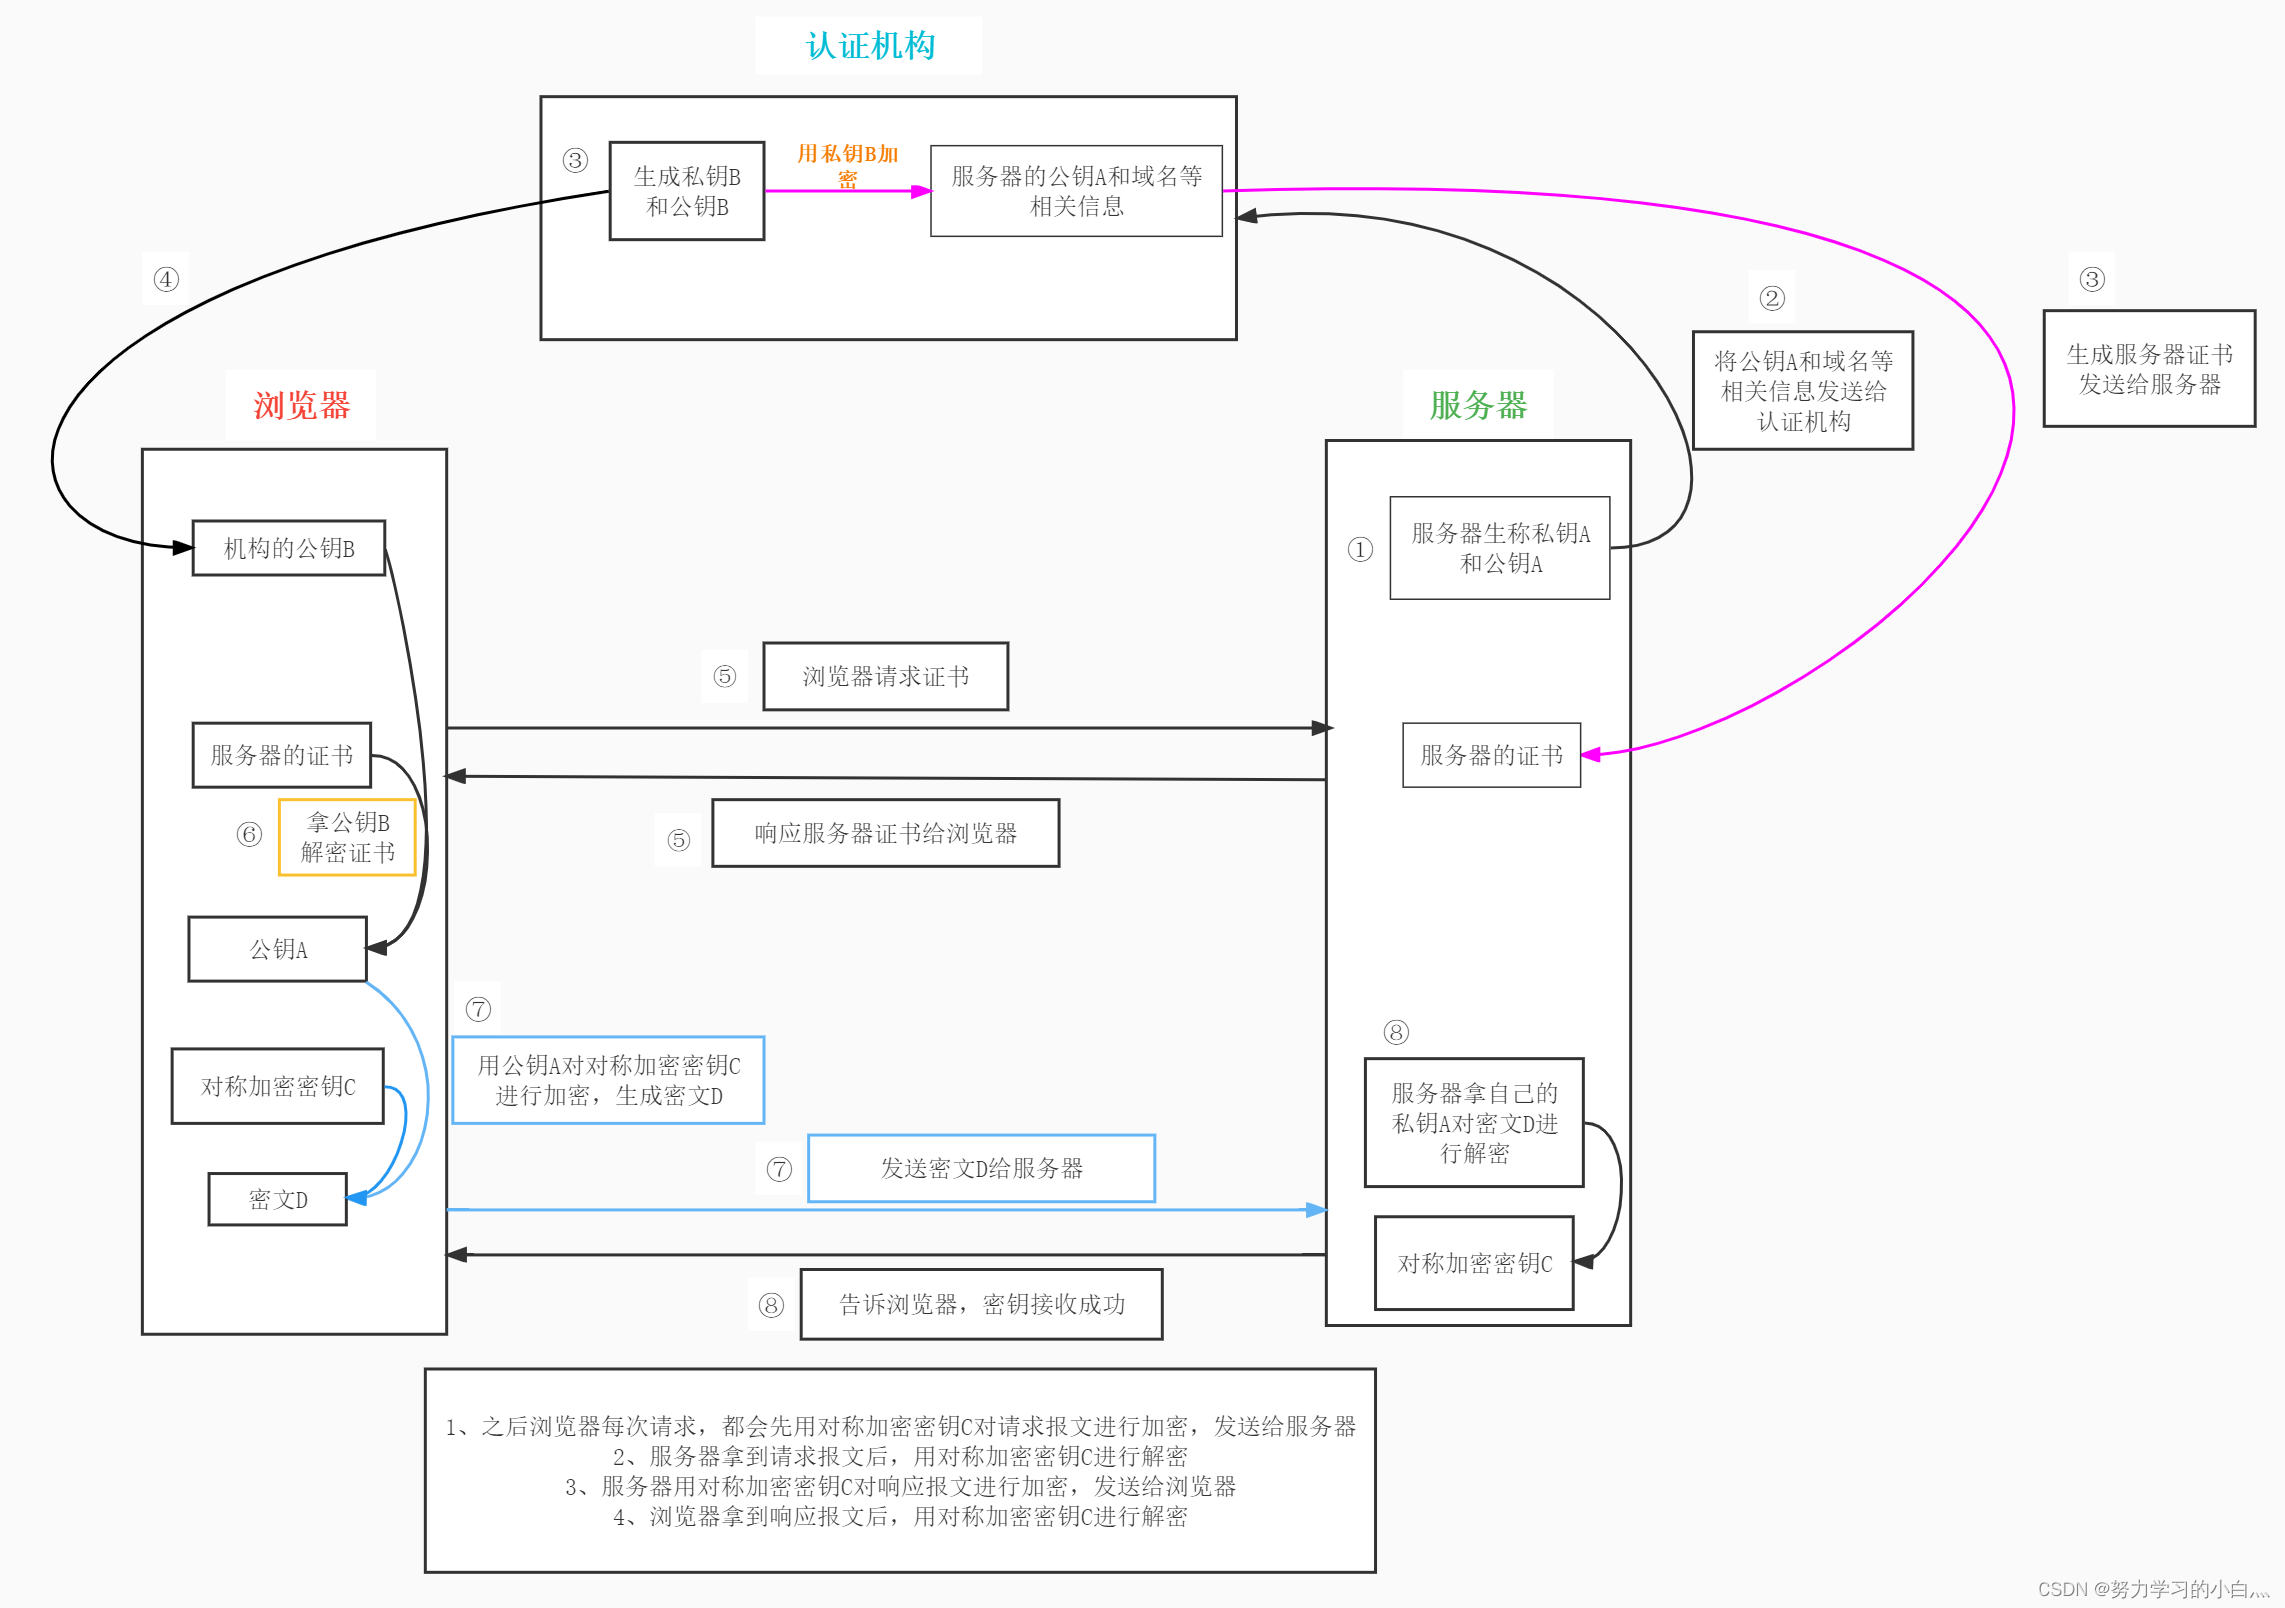 认证机构
③
生成私钥B
和公钥B
用私钥B加
密
服务器的公钥A和域名等
相关信息
④
②
将公钥A和域名等
相关信息发送给
认证机构
③
生成服务器证书
发送给服务器
浏览器
服务器
机构的公钥B
①
服务器生称私钥A
和公钥A
⑤
浏览器请求证书
服务器的证书
服务器的证书
⑥
拿公钥B
解密证书
⑤
响应服务器证书给浏览器
公钥A
⑦
用公钥A对对称加密密钥C
进行加密，生成密文D
对称加密密钥C
⑧
服务器拿自己的
私钥A对密文D进
行解密
⑦
发送密文D给服务器
密文D
对称加密密钥C
⑧
告诉浏览器，密钥接收成功
1、之后浏览器每次请求，都会先用对称加密密钥C对请求报文进行加密，发送给服务器
2、服务器拿到请求报文后，用对称加密密钥C进行解密
3、服务器用对称加密密钥C对响应报文进行加密，发送给浏览器
4、浏览器拿到响应报文后，用对称加密密钥C进行解密
CSDN @努力学习的小白灬